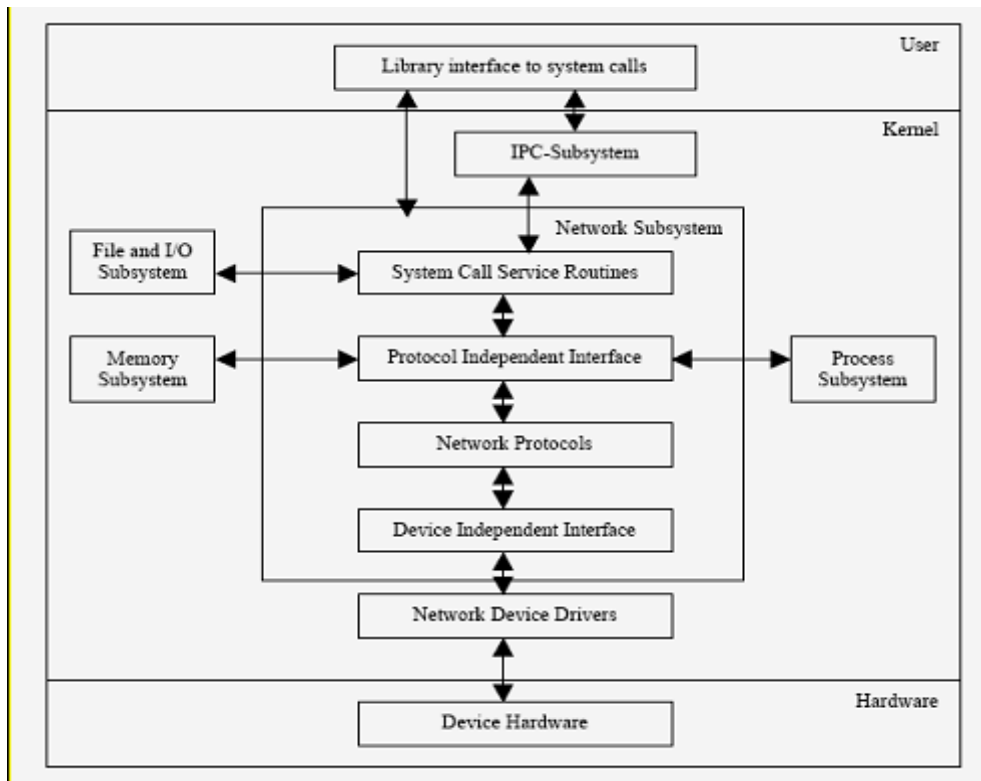 User
Library interface to system calls
Kernel
IPC-Subsystem
Network Subsystem
File and I/O
Subsystem
System Call Service Routines
Memory
Subsystem
Protocol Independent Interface
Process
Subsystem
Network Protocols
Device Independent Interface
Network Device Drivers
Hardware
Device Hardware